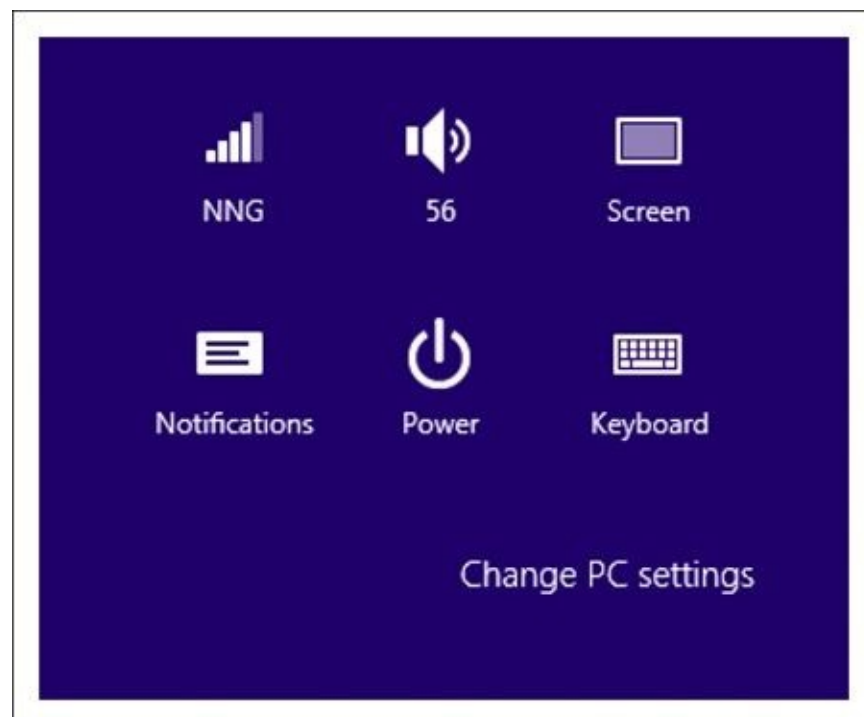 NNG
56
Screen
Notifications
Power
Keyboard
Change PC settings